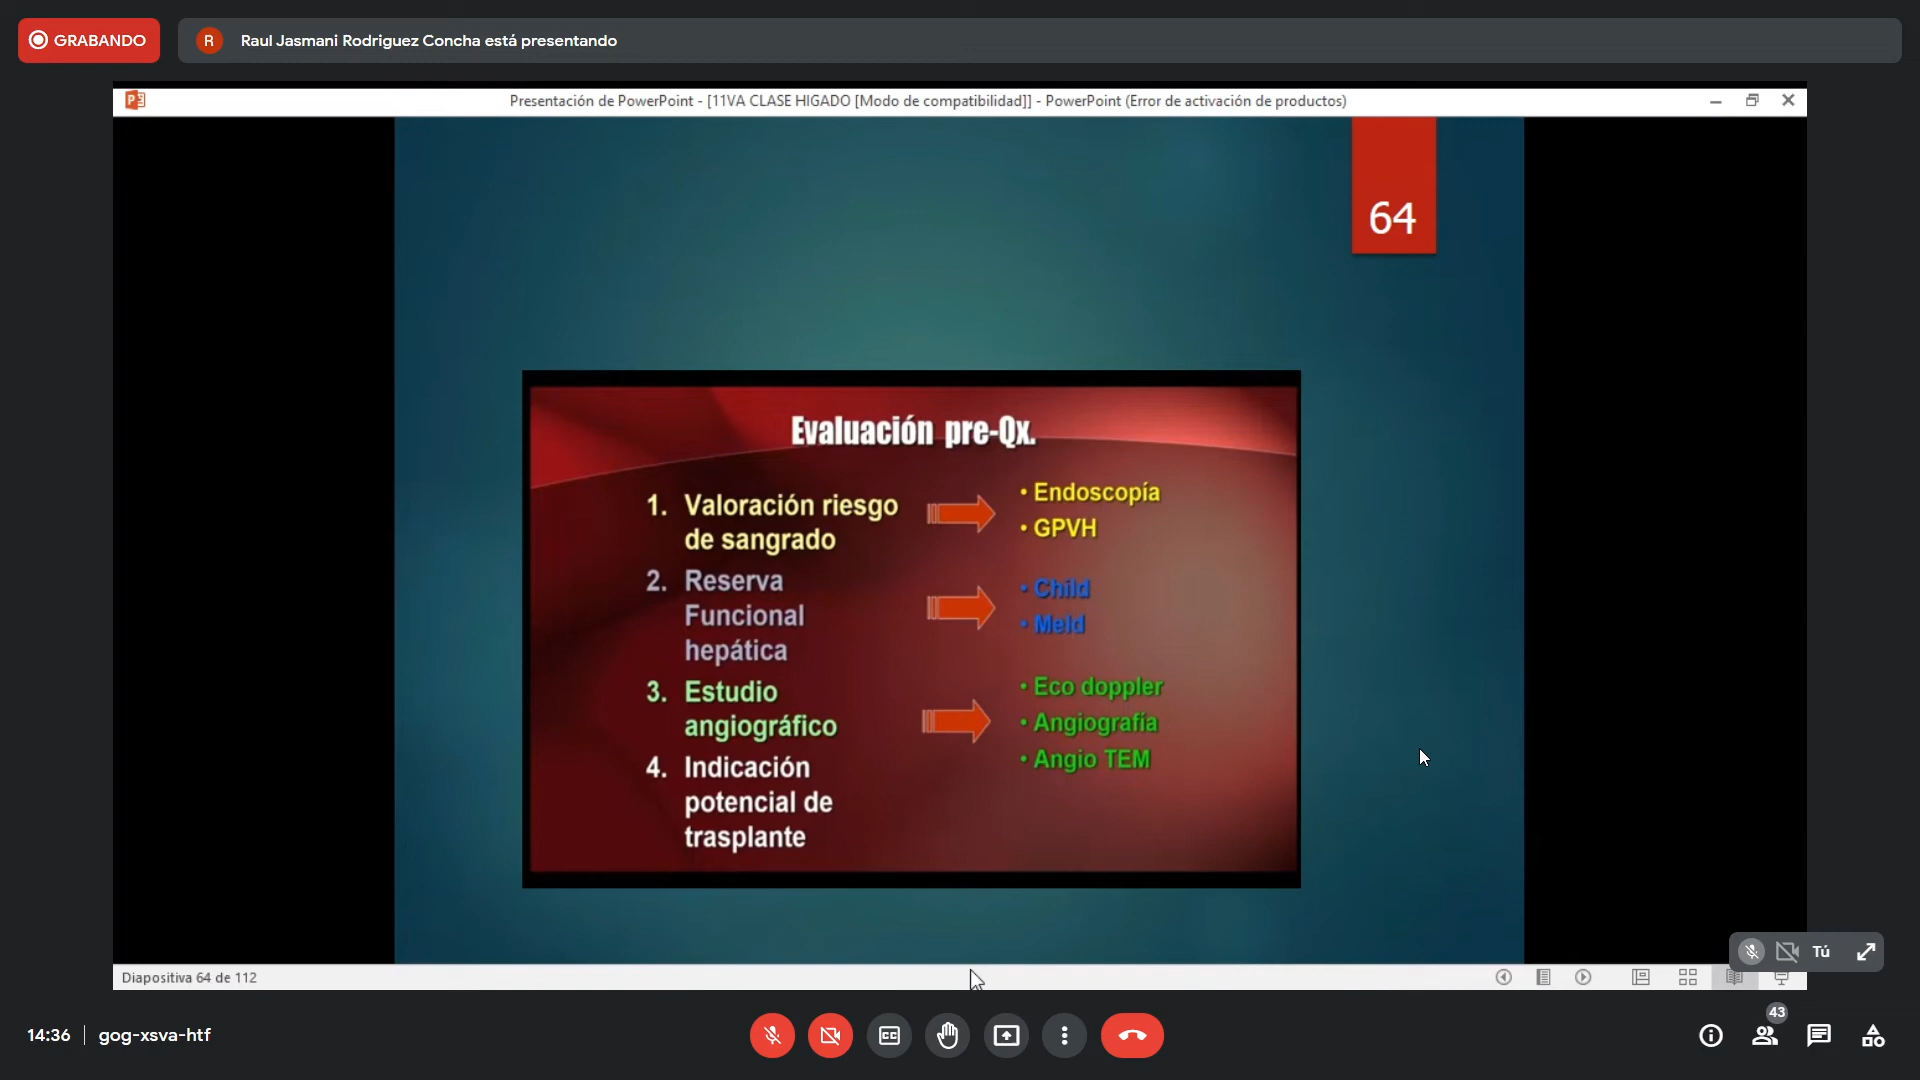 GRABANDO
R
Raul Jasmani Rodriguez Concha está presentando
Presentación de PowerPoint - [11VA CLASE HIGADO [Modo de compatibilidad]] - PowerPoint (Error de activación de productos)
64
Evaluación pre-Qx.
1. Valoración riesgo
de sangrado
• Endoscopía
• GPVH
2. Reserva
Funcional
hepática
• Child
• Meld
3. Estudio
angiográfico
• Eco doppler
• Angiografía
• Angio TEM
4. Indicación
potencial de
trasplante
Tú
Diapositiva 64 de 112
14:36
gog-xsva-htf
43